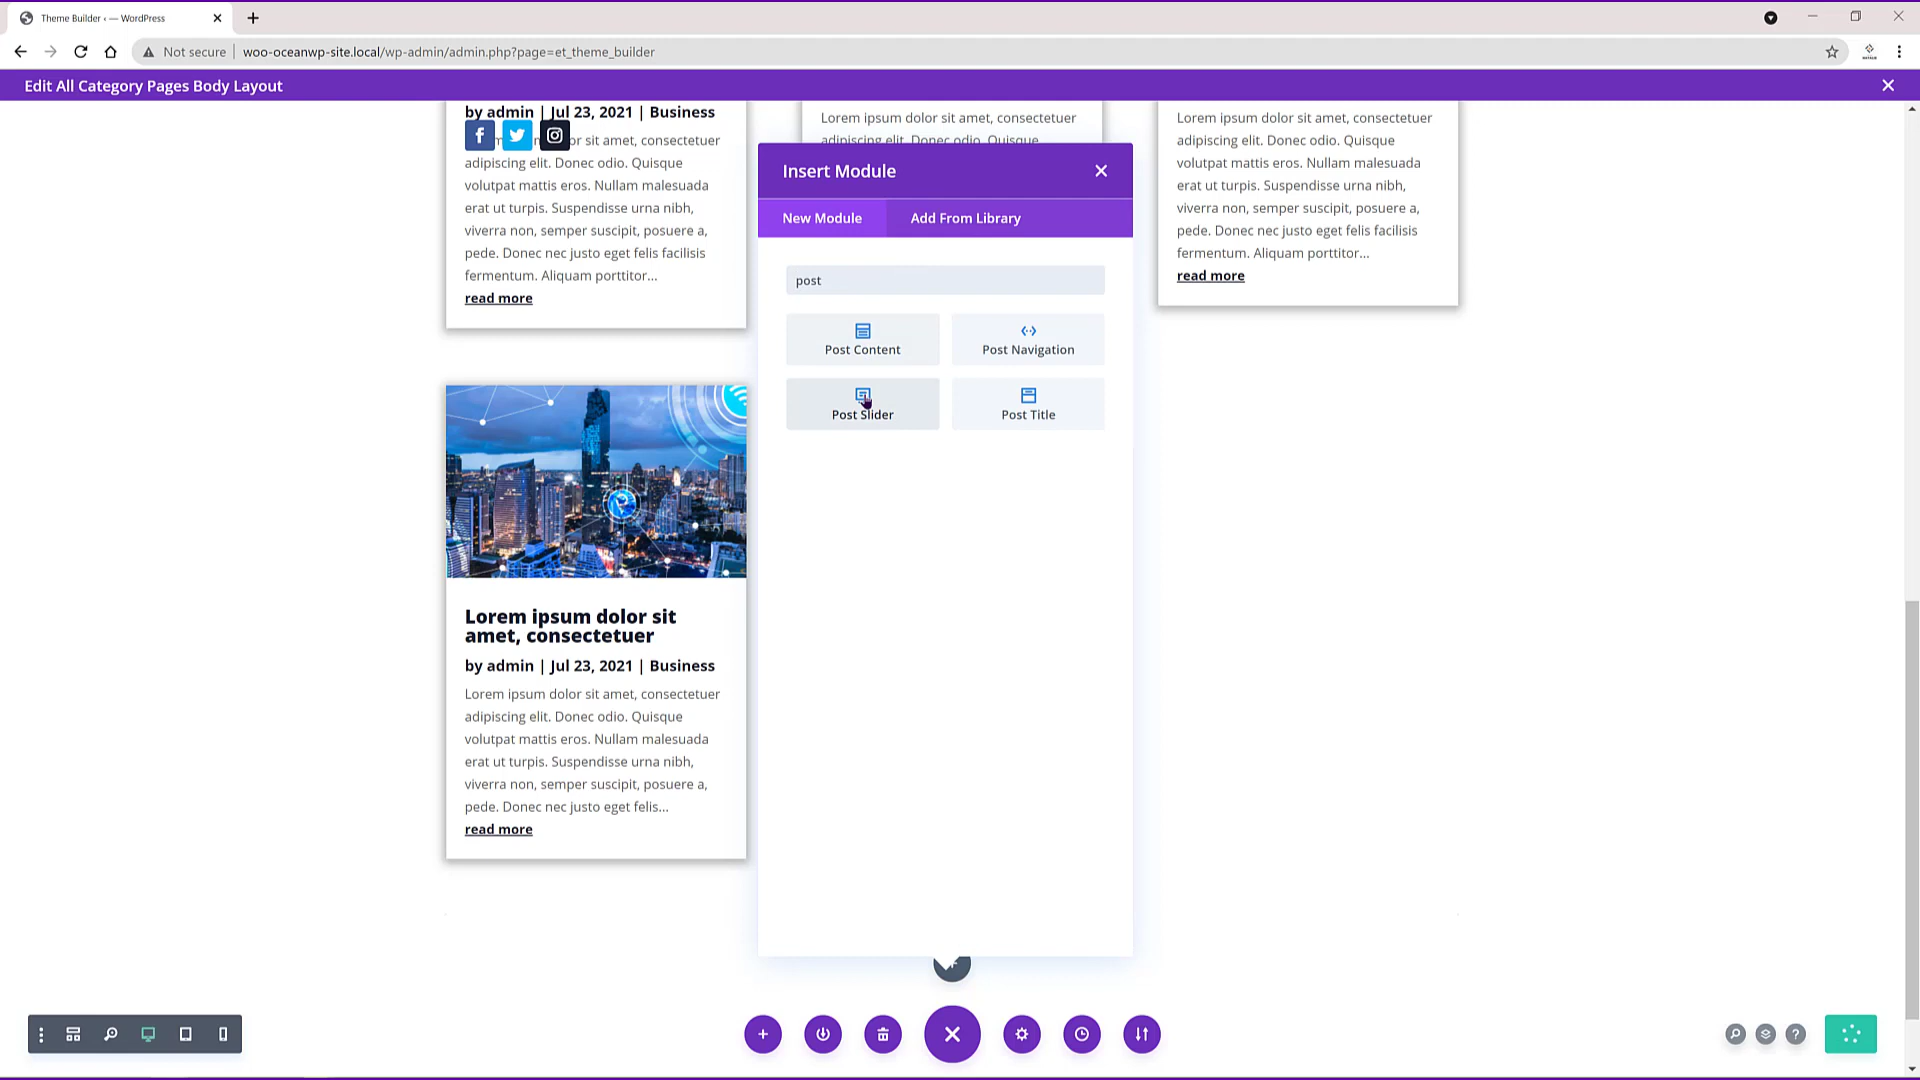 Theme Builder ‹ — WordPress
Not secure
woo-oceanwp-site.local/wp-admin/admin.php?page=et_theme_builder
Edit All Category Pages Body Layout
by admin | Jul 23, 2021 | Business
or sit amet, consectetuer
adipiscing elit. Donec odio. Quisque
volutpat mattis eros. Nullam malesuada
erat ut turpis. Suspendisse urna nibh,
viverra non, semper suscipit, posuere a,
pede. Donec nec justo eget felis facilisis
fermentum. Aliquam porttitor...
read more
Lorem ipsum dolor sit amet, consectetuer
adipiscing elit. Donec odio. Quisque
Lorem ipsum dolor sit amet, consectetuer
adipiscing elit. Donec odio. Quisque
volutpat mattis eros. Nullam malesuada
erat ut turpis. Suspendisse urna nibh,
viverra non, semper suscipit, posuere a,
pede. Donec nec justo eget felis facilisis
fermentum. Aliquam porttitor...
read more
Insert Module
New Module
Add From Library
post
Post Content
Post Navigation
Post Slider
Post Title
Lorem ipsum dolor sit
amet, consectetuer
by admin | Jul 23, 2021 | Business
Lorem ipsum dolor sit amet, consectetuer
adipiscing elit. Donec odio. Quisque
volutpat mattis eros. Nullam malesuada
erat ut turpis. Suspendisse urna nibh,
viverra non, semper suscipit, posuere a,
pede. Donec nec justo eget felis...
read more